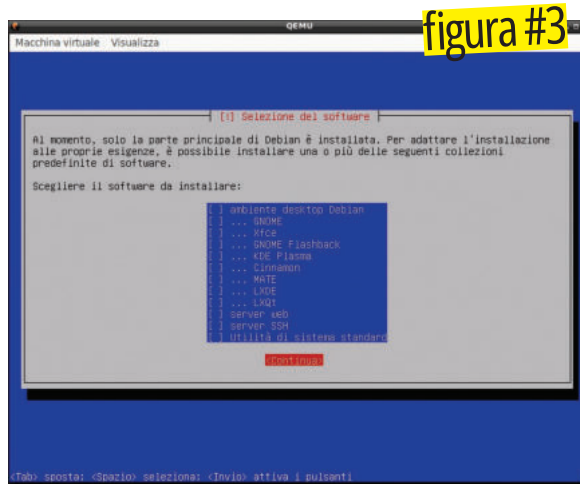 figura #3
QEMU
Macchina virtuale Visualizza
[!] Selezione del software
Al momento, solo la parte principale di Debian è installata. Per adattare l'installazione
alle proprie esigenze, è possibile installare una o più delle seguenti collezioni
predefinite di software.
Scegliere il software da installare:
[ ] ambiente desktop Debian
[ ] ... GNOME
[ ] ... Xfce
[ ] ... GNOME Flashback
[ ] ... KDE Plasma
[ ] ... Cinnamon
[ ] ... MATE
[ ] ... LXDE
[ ] ... LXQt
[ ] server web
[ ] server SSH
[ ] Utilità di sistema standard
<Continua>
<Tab> sposta; <Spazio> seleziona; <Invio> attiva i pulsanti